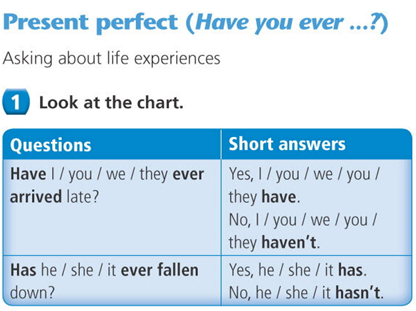 Present perfect (Have you ever ...?)
Asking about life experiences
1 Look at the chart.
Questions
Have I / you / we / they ever
arrived late?
Short answers
Yes, I / you / we / you /
they have.
No, I / you / we / you /
they haven't.
Has he / she / it ever fallen
down?
Yes, he / she / it has.
No, he / she / it hasn't.